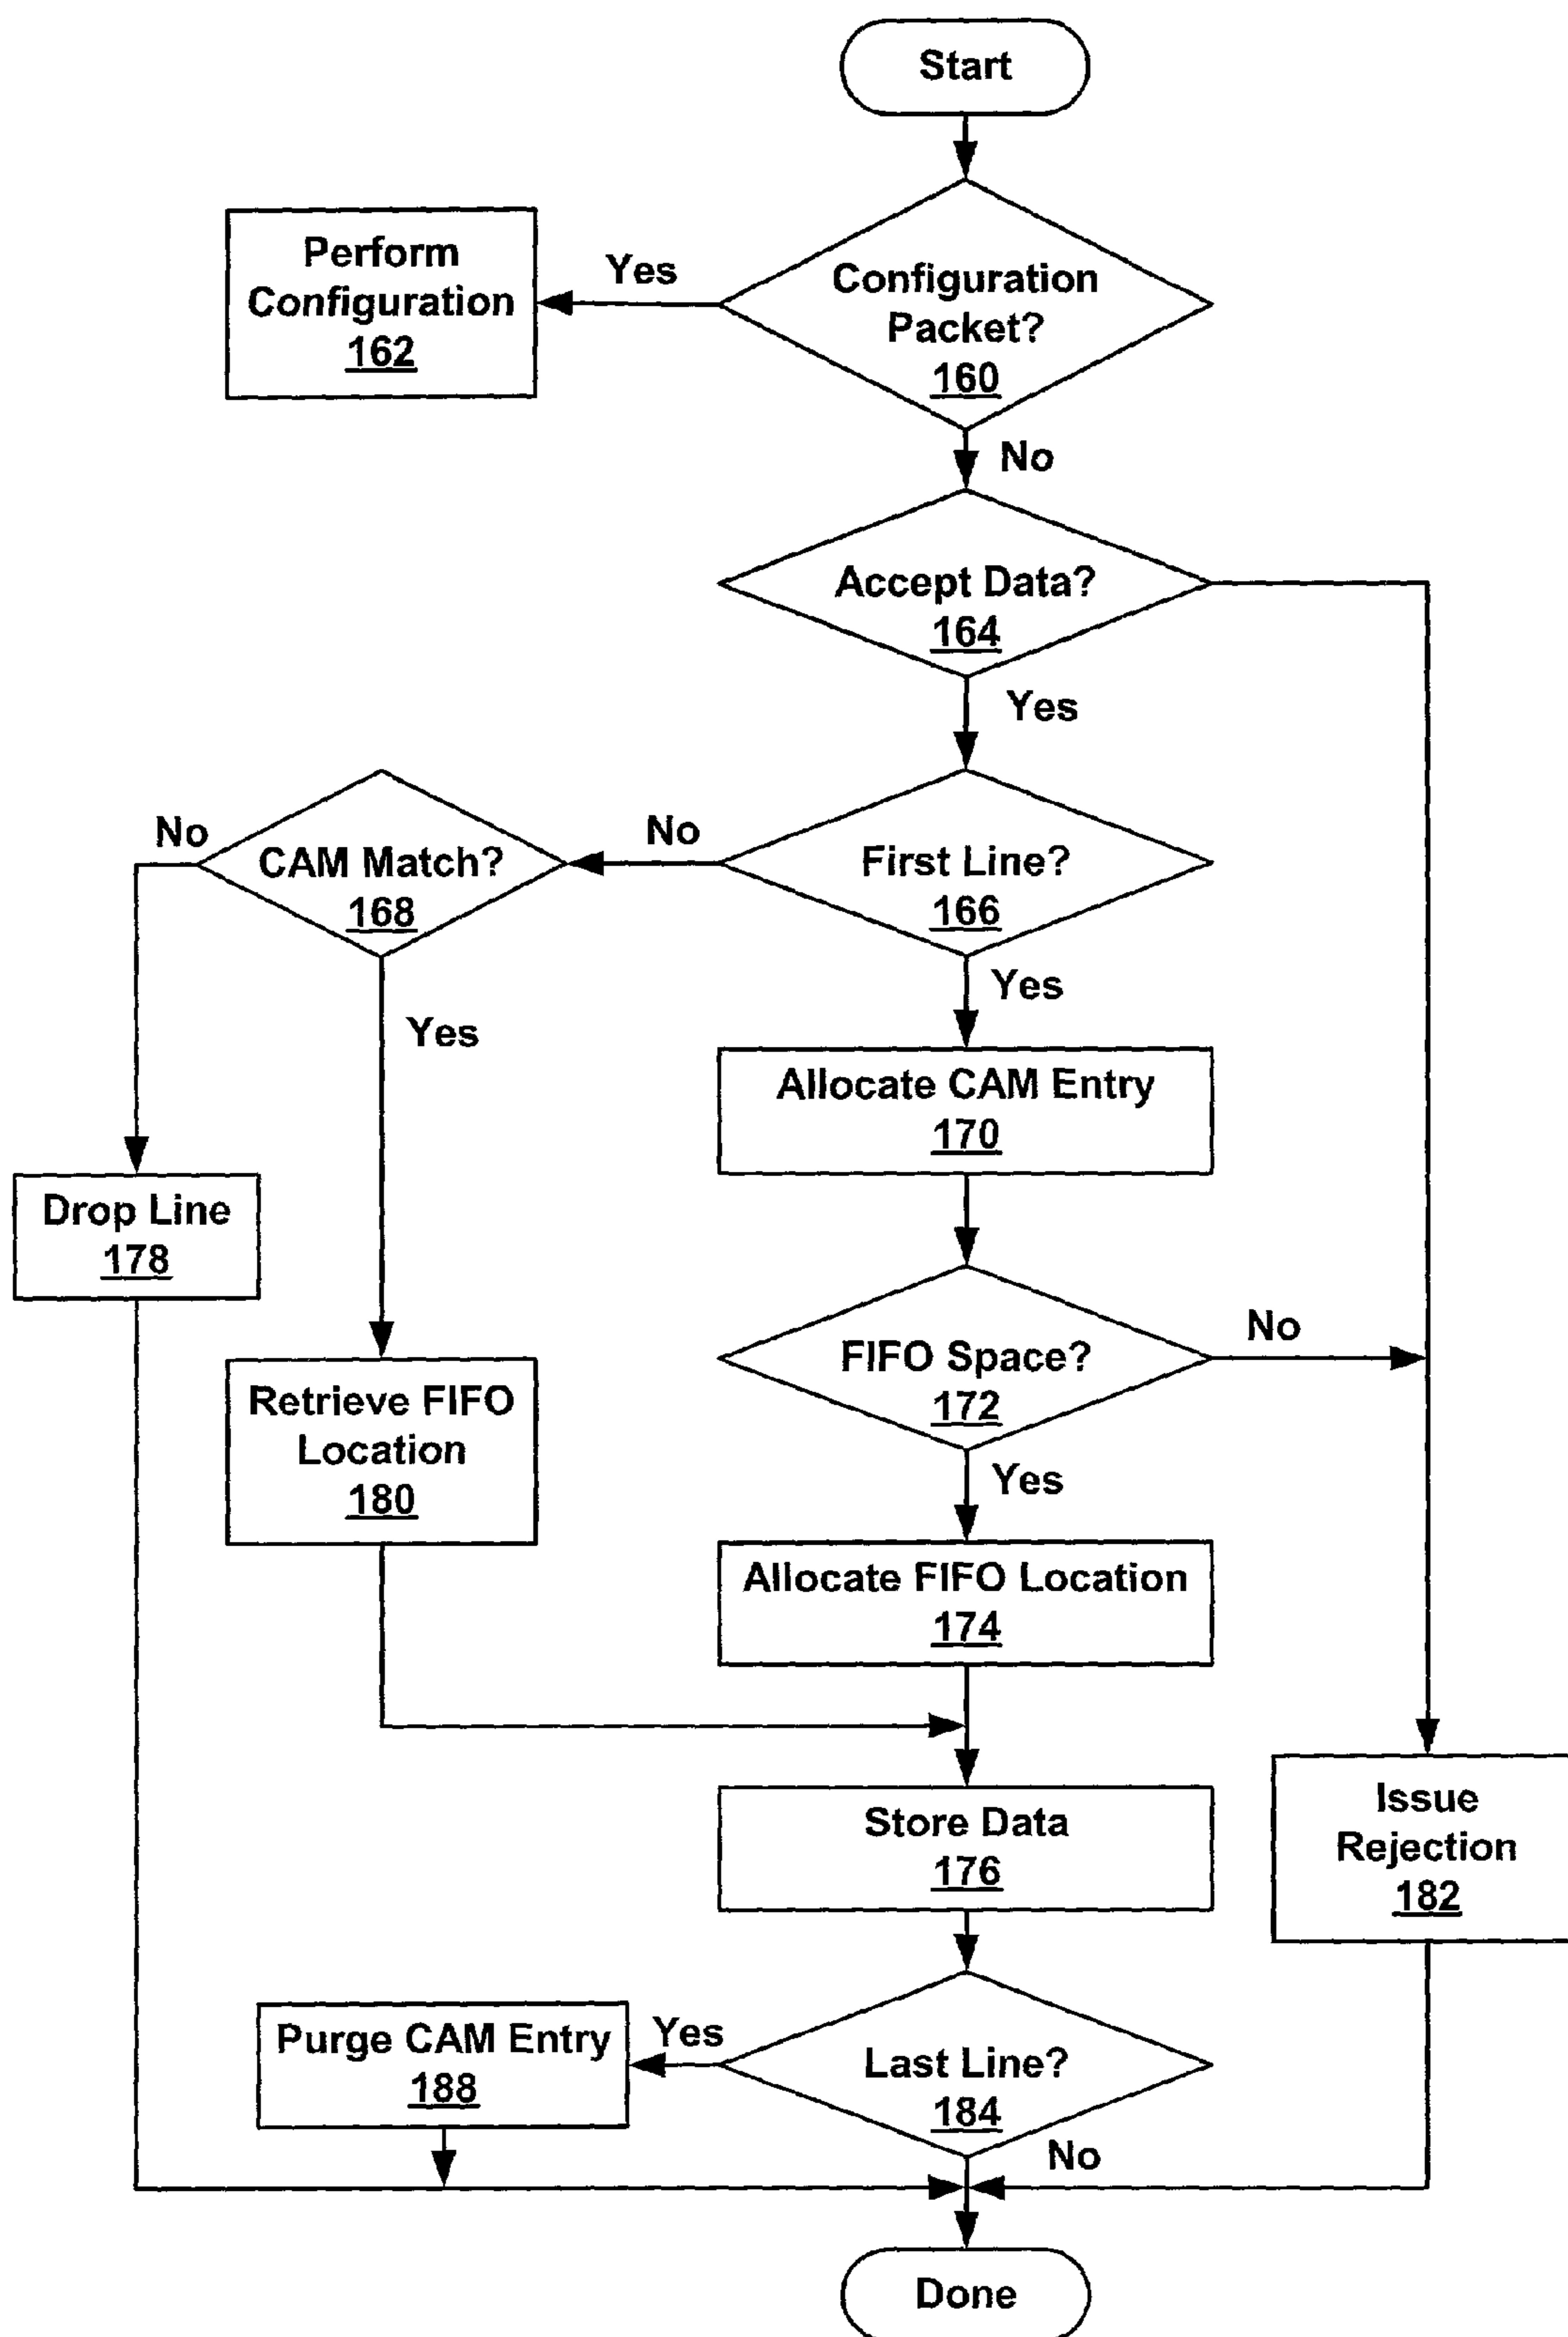 Start
Perform
Configuration
162
Yes
Configuration
Packet?
160
No
Accept Data?
164
Yes
No
CAM Match?
168
No
First Line?
166
Yes
Yes
Allocate CAM Entry
170
Drop Line
178
FIFO Space?
172
No
Retrieve FIFO
Location
180
Yes
Allocate FIFO Location
174
Store Data
176
Issue
Rejection
182
Purge CAM Entry
188
Yes
Last Line?
184
No
Done